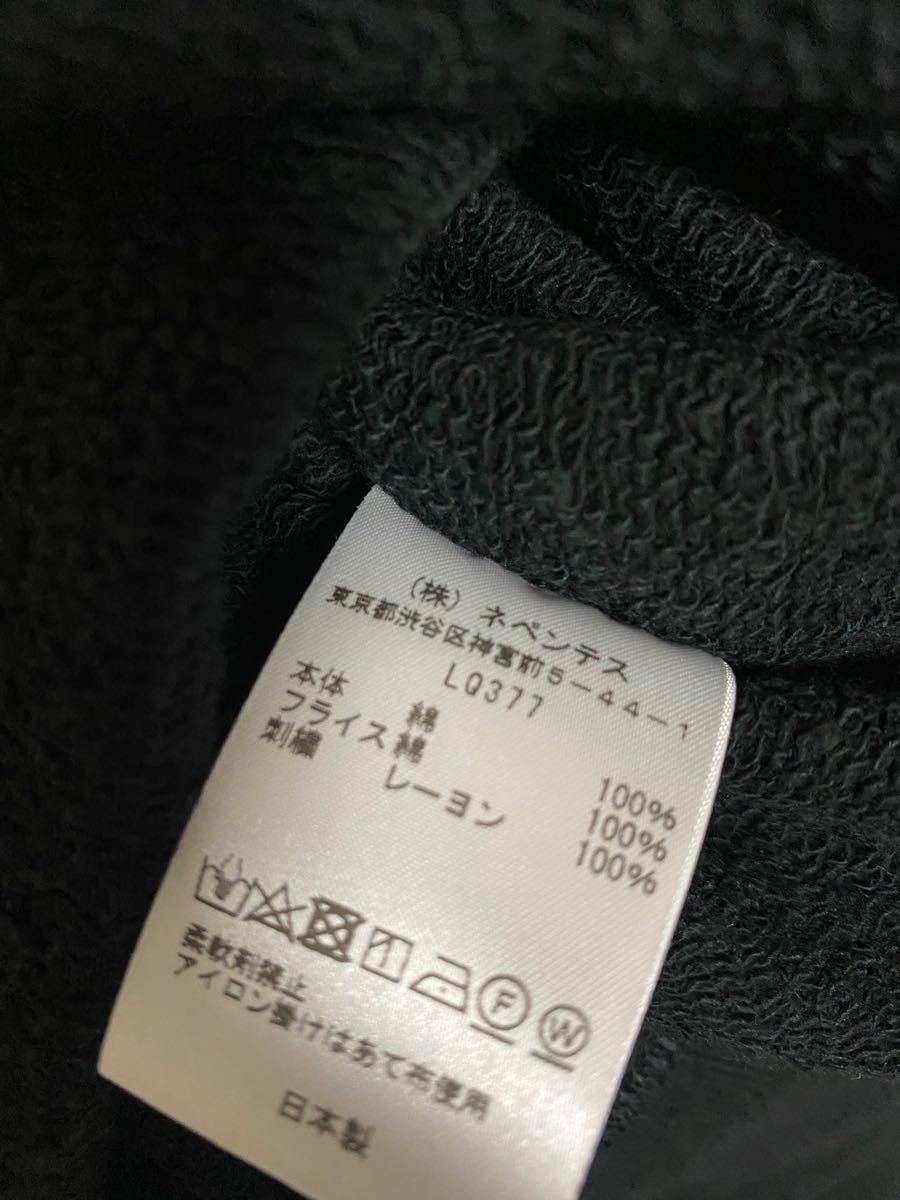 (株) ネペンテス
東京都渋谷区神宮前5-44-1
LQ377
本体 綿 100%
フライス 綿 100%
刺繍 レーヨン 100%
F W
柔軟剤禁止
アイロン掛けはあて布使用
日本製